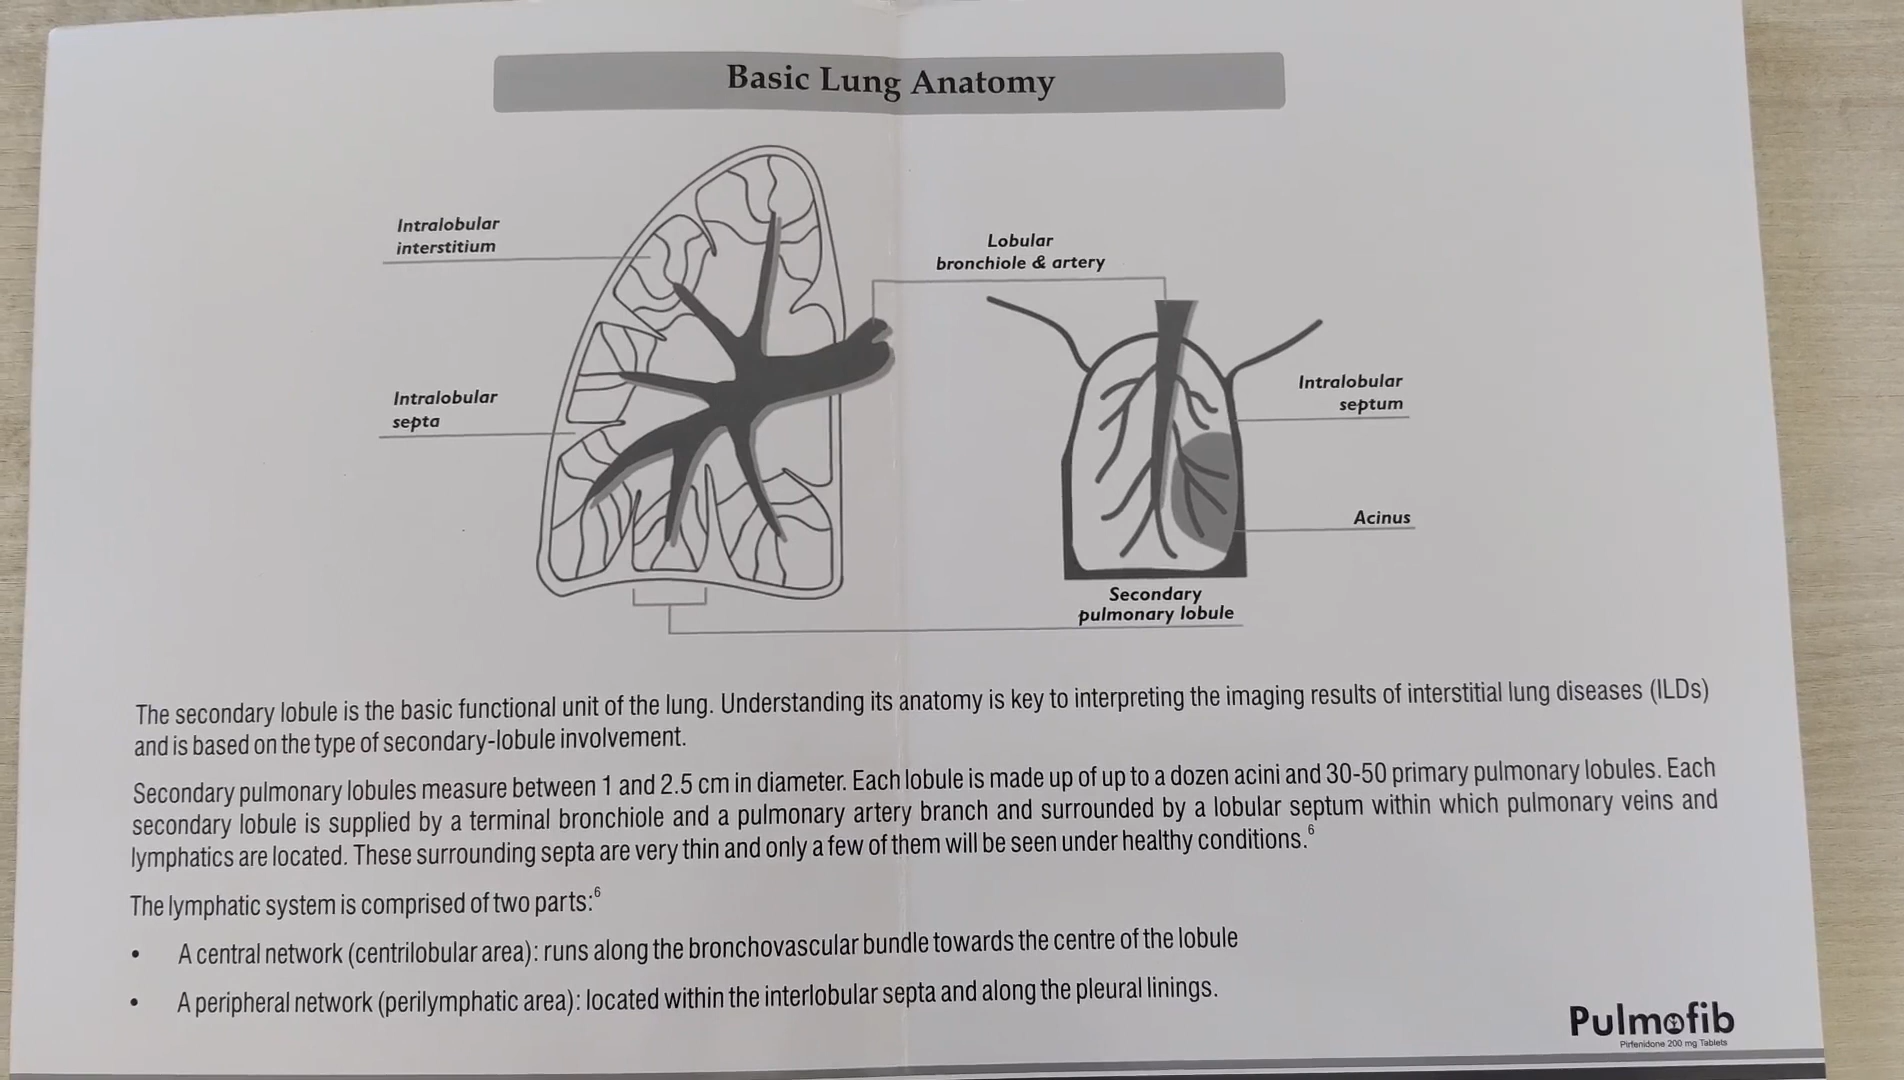 Basic Lung Anatomy
Intralobular
interstitium
Lobular
bronchiole & artery
Intralobular
septa
Intralobular
septum
Acinus
Secondary
pulmonary lobule
The secondary lobule is the basic functional unit of the lung. Understanding its anatomy is key to interpreting the imaging results of interstitial lung diseases (ILDs)
and is based on the type of secondary-lobule involvement.
Secondary pulmonary lobules measure between 1 and 2.5 cm in diameter. Each lobule is made up of up to a dozen acini and 30-50 primary pulmonary lobules. Each
secondary lobule is supplied by a terminal bronchiole and a pulmonary artery branch and surrounded by a lobular septum within which pulmonary veins and
lymphatics are located. These surrounding septa are very thin and only a few of them will be seen under healthy conditions.6
The lymphatic system is comprised of two parts:6
• A central network (centrilobular area): runs along the bronchovascular bundle towards the centre of the lobule
• A peripheral network (perilymphatic area): located within the interlobular septa and along the pleural linings.
Pulmofib
Pirfenidone 200 mg Tablets